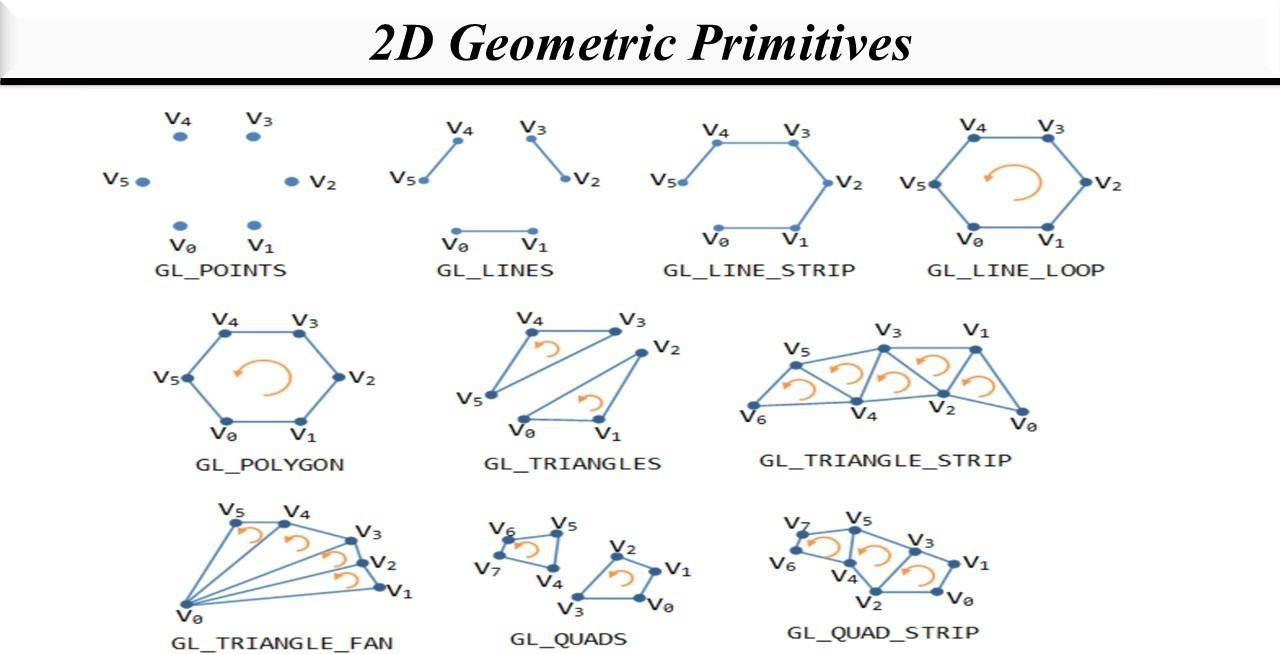 2D Geometric Primitives
V4 V3
V5 V2
V0 V1
GL_POINTS
V4 V3
V5 V2
V0 V1
GL_LINES
V4 V3
V5 V2
V0 V1
GL_LINE_STRIP
V4 V3
V5 V2
V0 V1
GL_LINE_LOOP
V4 V3
V5 V2
V0 V1
GL_POLYGON
V4 V3
V2
V5
V0 V1
GL_TRIANGLES
V3 V1
V5
V6 V4 V2 V0
GL_TRIANGLE_STRIP
V5 V4
V3
V2
V1
V0
GL_TRIANGLE_FAN
V6 V5
V2
V7 V4 V1
V3 V0
GL_QUADS
V7 V5
V3
V6 V4 V1
V2 V0
GL_QUAD_STRIP